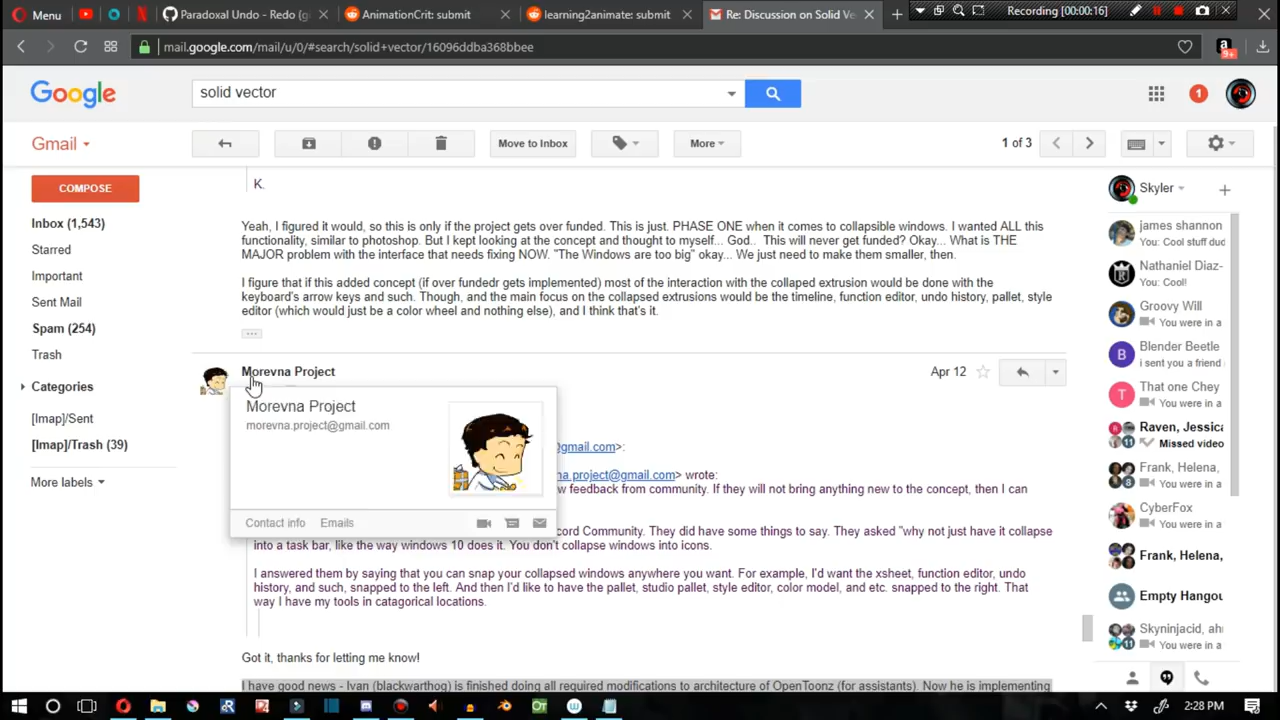 Menu
Paradoxal Undo - Redo (
AnimationCrit: submit
learning2animate: submit
Re: Discussion on Solid Ve
Recording [00:00:16]
mail.google.com/mail/u/0/#search/solid+vector/16096ddba368bbee
9+
Google
solid vector
1
Gmail
Move to Inbox
More
1 of 3
COMPOSE
Inbox (1,543)
Starred
Important
Sent Mail
Spam (254)
Trash
Categories
[Imap]/Sent
[Imap]/Trash (39)
More labels
K.
Yeah, I figured it would, so this is only if the project gets over funded. This is just. PHASE ONE when it comes to collapsible windows. I wanted ALL this
functionality, similar to photoshop. But I kept looking at the concept and thought to myself... God.. This will never get funded? Okay... What is THE
MAJOR problem with the interface that needs fixing NOW. "The Windows are too big" okay... We just need to make them smaller, then.
I figure that if this added concept (if over fundedr gets implemented) most of the interaction with the collaped extrusion would be done with the
keyboard's arrow keys and such. Though, and the main focus on the collapsed extrusions would be the timeline, function editor, undo history, pallet, style
editor (which would just be a color wheel and nothing else), and I think that's it.
...
Morevna Project
Apr 12
Morevna Project
morevna.project@gmail.com
Contact info
Emails
@gmail.com>:
na.project@gmail.com> wrote:
w feedback from community. If they will not bring anything new to the concept, then I can
cord Community. They did have some things to say. They asked "why not just have it collapse
into a task bar, like the way windows 10 does it. You don't collapse windows into icons.
I answered them by saying that you can snap your collapsed windows anywhere you want. For example, I'd want the xsheet, function editor, undo
history, and such, snapped to the left. And then I'd like to have the pallet, studio pallet, style editor, color model, and etc. snapped to the right. That
way I have my tools in catagorical locations.
Got it, thanks for letting me know!
I have good news - Ivan (blackwarthog) is finished doing all required modifications to architecture of OpenToonz (for assistants). Now he is implementing
Skyler
james shannon
You: Cool stuff dud
Nathaniel Diaz-
You: Cool!
Groovy Will
You were in a
Blender Beetle
i sent you a friend
That one Chey
You were in a
Raven, Jessica
Missed video
11
Frank, Helena,
You were in a
8
CyberFox
You were in a
Frank, Helena,
Empty Hangou
Skyninjacid, ahr
You were in a
11
2:28 PM